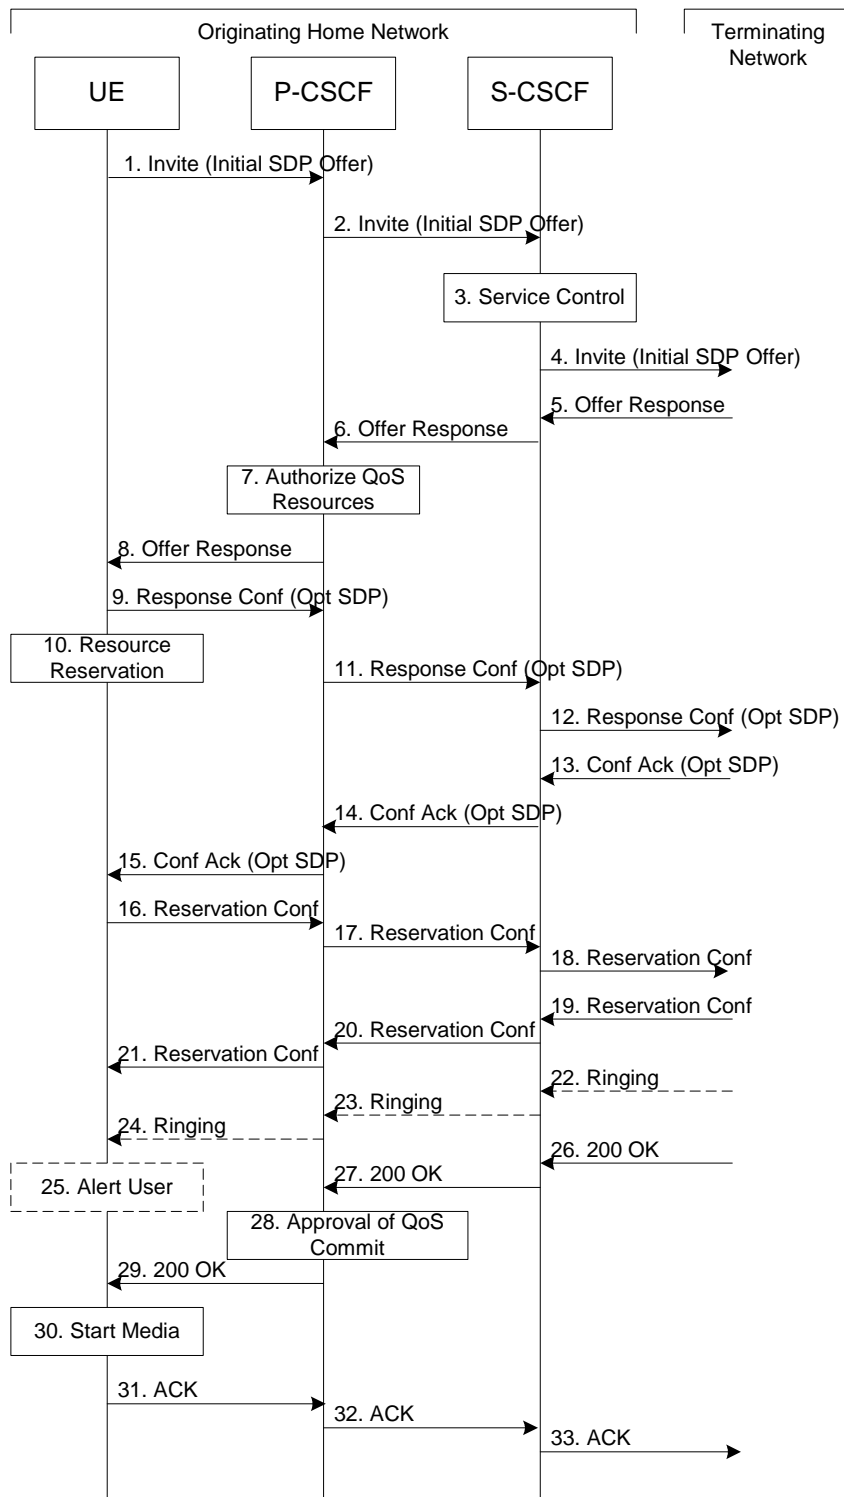 Originating Home Network
Terminating
Network
UE
P-CSCF
S-CSCF
1. Invite (Initial SDP Offer)
2. Invite (Initial SDP Offer)
3. Service Control
4. Invite (Initial SDP Offer)
5. Offer Response
6. Offer Response
7. Authorize QoS
Resources
8. Offer Response
9. Response Conf (Opt SDP)
10. Resource
Reservation
11. Response Conf (Opt SDP)
12. Response Conf (Opt SDP)
13. Conf Ack (Opt SDP)
14. Conf Ack (Opt SDP)
15. Conf Ack (Opt SDP)
16. Reservation Conf
17. Reservation Conf
18. Reservation Conf
19. Reservation Conf
20. Reservation Conf
21. Reservation Conf
22. Ringing
23. Ringing
24. Ringing
25. Alert User
26. 200 OK
27. 200 OK
28. Approval of QoS
Commit
29. 200 OK
30. Start Media
31. ACK
32. ACK
33. ACK